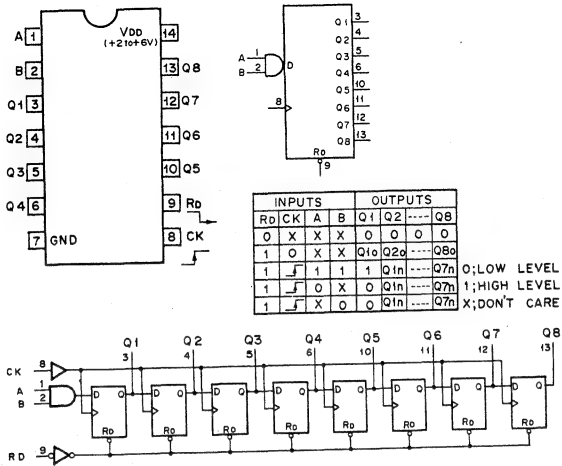 A 1 VDD (+2 to +6V) 14
B 2 13 Q8
Q1 3 12 Q7
Q2 4 11 Q6
Q3 5 10 Q5
Q4 6 9 RD
7 GND 8 CK
A 1
B 2
D
8
Q1 3
Q2 4
Q3 5
Q4 6
Q5 10
Q6 11
Q7 12
Q8 13
RD
9
INPUTS OUTPUTS
RD CK A B Q1 Q2 ---- Q8
0 X X X 0 0 0 0
1 0 X X Q1o Q2o ---- Q8o
1 1 1 1 Q1n ---- Q7n 0;LOW LEVEL
1 0 X 0 Q1n ---- Q7n 1;HIGH LEVEL
1 X 0 0 Q1n ---- Q7n X;DON'T CARE
Q1 Q2 Q3 Q4 Q5 Q6 Q7 Q8
3 4 5 6 10 11 12 13
CK 8
A 1
B 2
D Q D Q D Q D Q D Q D Q D Q D Q
RD RD RD RD RD RD RD RD
RD 9